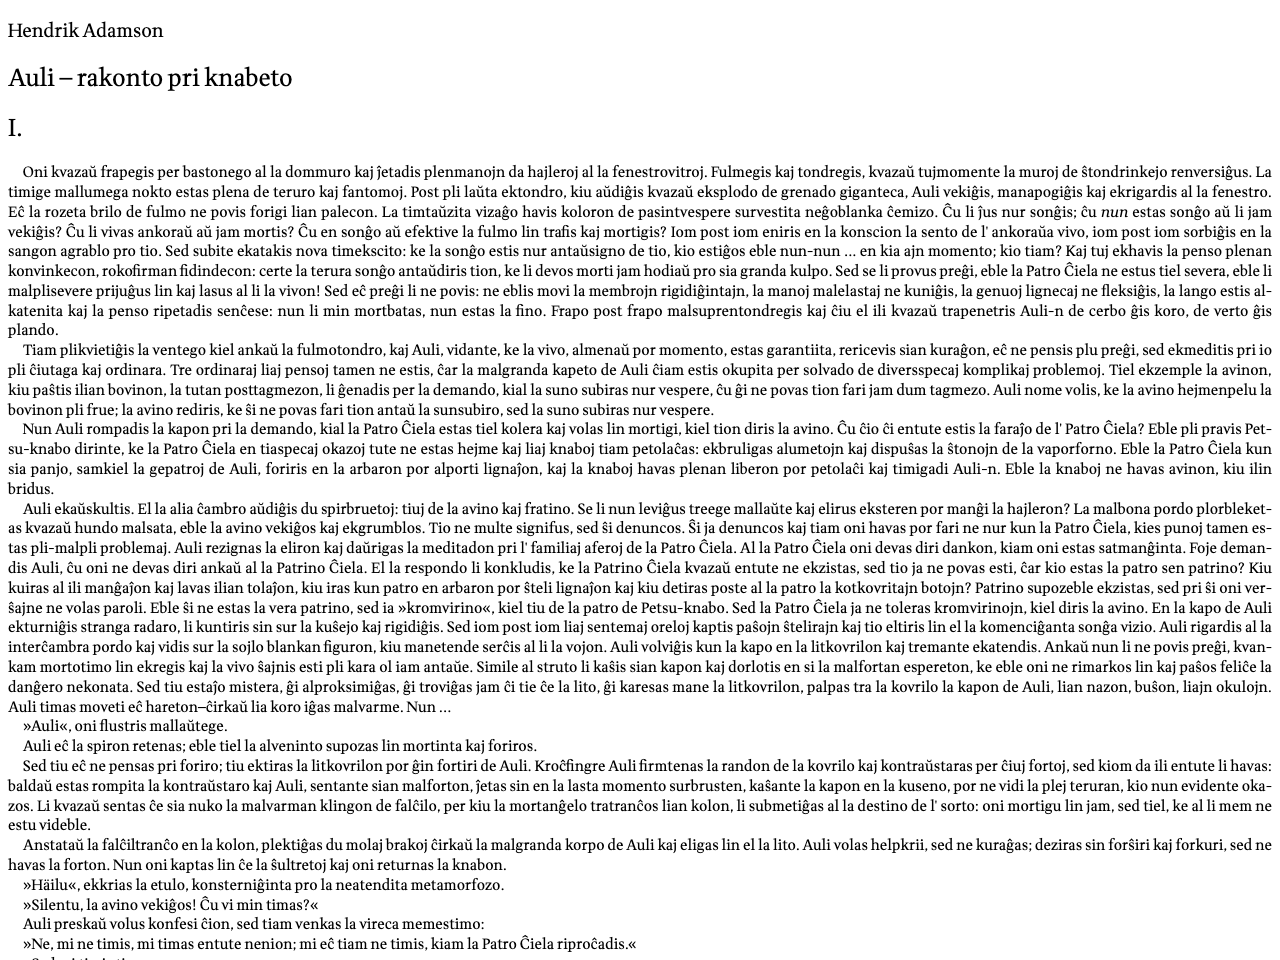 Hendrik Adamson
Auli – rakonto pri knabeto
I.
Oni kvazaŭ frapegis per bastonego al la dommuro kaj ĵetadis plenmanojn da hajleroj al la fenestrovitroj. Fulmegis kaj tondregis, kvazaŭ tujmomente la muroj de ŝtondrinkejo renversiĝus. La
timige mallumega nokto estas plena de teruro kaj fantomoj. Post pli laŭta ektondro, kiu aŭdiĝis kvazaŭ eksplodo de grenado giganteca, Auli vekiĝis, manapogiĝis kaj ekrigardis al la fenestro.
Eĉ la rozeta brilo de fulmo ne povis forigi lian palecon. La timtaŭzita vizaĝo havis koloron de pasintvespere survestita neĝoblanka ĉemizo. Ĉu li ĵus nur sonĝis; ĉu nun estas sonĝo aŭ li jam
vekiĝis? Ĉu li vivas ankoraŭ aŭ jam mortis? Ĉu en sonĝo aŭ efektive la fulmo lin trafis kaj mortigis? Iom post iom eniris en la konscion la sento de l' ankoraŭa vivo, iom post iom sorbiĝis en la
sangon agrablo pro tio. Sed subite ekatakis nova timekscito: ke la sonĝo estis nur antaŭsigno de tio, kio estiĝos eble nun-nun ... en kia ajn momento; kio tiam? Kaj tuj ekhavis la penso plenan
konvinkecon, rokofirman fidindecon: certe la terura sonĝo antaŭdiris tion, ke li devos morti jam hodiaŭ pro sia granda kulpo. Sed se li provus preĝi, eble la Patro Ĉiela ne estus tiel severa, eble li
malplisevere prijuĝus lin kaj lasus al li la vivon! Sed eĉ preĝi li ne povis: ne eblis movi la membrojn rigidiĝintajn, la manoj malelastaj ne kuniĝis, la genuoj lignecaj ne fleksiĝis, la lango estis al-
katenita kaj la penso ripetadis senĉese: nun li min mortbatas, nun estas la fino. Frapo post frapo malsuprentondregis kaj ĉiu el ili kvazaŭ trapenetris Auli-n de cerbo ĝis koro, de verto ĝis
plando.
Tiam plikvietiĝis la ventego kiel ankaŭ la fulmotondro, kaj Auli, vidante, ke la vivo, almenaŭ por momento, estas garantiita, rericevis sian kuraĝon, eĉ ne pensis plu preĝi, sed ekmeditis pri io
pli ĉiutaga kaj ordinara. Tre ordinaraj liaj pensoj tamen ne estis, ĉar la malgranda kapeto de Auli ĉiam estis okupita per solvado de diversspecaj komplikaj problemoj. Tiel ekzemple la avinon,
kiu paŝtis ilian bovinon, la tutan posttagmezon, li ĝenadis per la demando, kial la suno subiras nur vespere, ĉu ĝi ne povas tion fari jam dum tagmezo. Auli nome volis, ke la avino hejmenpelu la
bovinon pli frue; la avino rediris, ke ŝi ne povas fari tion antaŭ la sunsubiro, sed la suno subiras nur vespere.
Nun Auli rompadis la kapon pri la demando, kial la Patro Ĉiela estas tiel kolera kaj volas lin mortigi, kiel tion diris la avino. Ĉu ĉio ĉi entute estis la faraĵo de l' Patro Ĉiela? Eble pli pravis Pet-
su-knabo dirinte, ke la Patro Ĉiela en tiaspecaj okazoj tute ne estas hejme kaj liaj knaboj tiam petolaĉas: ekbruligas alumetojn kaj dispuŝas la ŝtonojn de la vaporforno. Eble la Patro Ĉiela kun
sia panjo, samkiel la gepatroj de Auli, foriris en la arbaron por alporti lignaĵon, kaj la knaboj havas plenan liberon por petolaĉi kaj timigadi Auli-n. Eble la knaboj ne havas avinon, kiu ilin
bridus.
Auli ekaŭskultis. El la alia ĉambro aŭdiĝis du spirbruetoj: tiuj de la avino kaj fratino. Se li nun leviĝus treege mallaŭte kaj elirus eksteren por manĝi la hajleron? La malbona pordo plorbleket-
as kvazaŭ hundo malsata, eble la avino vekiĝos kaj ekgrumblos. Tio ne multe signifus, sed ŝi denuncos. Ŝi ja denuncos kaj tiam oni havas por fari ne nur kun la Patro Ĉiela, kies punoj tamen es-
tas pli-malpli problemaj. Auli rezignas la eliron kaj daŭrigas la meditadon pri l' familiaj aferoj de la Patro Ĉiela. Al la Patro Ĉiela oni devas diri dankon, kiam oni estas satmanĝinta. Foje deman-
dis Auli, ĉu oni ne devas diri ankaŭ al la Patrino Ĉiela. El la respondo li konkludis, ke la Patrino Ĉiela kvazaŭ entute ne ekzistas, sed tio ja ne povas esti, ĉar kio estas la patro sen patrino? Kiu
kuiras al ili manĝaĵon kaj lavas ilian tolaĵon, kiu iras kun patro en arbaron por ŝteli lignaĵon kaj kiu detiras poste al la patro la kotkovritajn botojn? Patrino supozeble ekzistas, sed pri ŝi oni ver-
ŝajne ne volas paroli. Eble ŝi ne estas la vera patrino, sed ia »kromvirino«, kiel tiu de la patro de Petsu-knabo. Sed la Patro Ĉiela ja ne toleras kromvirinojn, kiel diris la avino. En la kapo de Auli
ekturniĝis stranga radaro, li kuntiris sin sur la kuŝejo kaj rigidiĝis. Sed iom post iom liaj sentemaj oreloj kaptis paŝojn ŝtelirajn kaj tio eltiris lin el la komenciĝanta sonĝa vizio. Auli rigardis al la
interĉambra pordo kaj vidis sur la sojlo blankan figuron, kiu manetende serĉis al li la vojon. Auli volviĝis kun la kapo en la litkovrilon kaj tremante ekatendis. Ankaŭ nun li ne povis preĝi, kvan-
kam mortotimo lin ekregis kaj la vivo ŝajnis esti pli kara ol iam antaŭe. Simile al struto li kaŝis sian kapon kaj dorlotis en si la malfortan espereton, ke eble oni ne rimarkos lin kaj paŝos feliĉe la
danĝero nekonata. Sed tiu estaĵo mistera, ĝi alproksimiĝas, ĝi troviĝas jam ĉi tie ĉe la lito, ĝi karesas mane la litkovrilon, palpas tra la kovrilo la kapon de Auli, lian nazon, buŝon, liajn okulojn.
Auli timas moveti eĉ hareton—ĉirkaŭ lia koro iĝas malvarme. Nun ...
»Auli«, oni flustris mallaŭtege.
Auli eĉ la spiron retenas; eble tiel la alveninto supozas lin mortinta kaj foriros.
Sed tiu eĉ ne pensas pri foriro; tiu ektiras la litkovrilon por ĝin fortiri de Auli. Kroĉfingre Auli firmtenas la randon de la kovrilo kaj kontraŭstaras per ĉiuj fortoj, sed kiom da ili entute li havas:
baldaŭ estas rompita la kontraŭstaro kaj Auli, sentante sian malforton, ĵetas sin en la lasta momento surbrusten, kaŝante la kapon en la kuseno, por ne vidi la plej teruran, kio nun evidente oka-
zos. Li kvazaŭ sentas ĉe sia nuko la malvarman klingon de falĉilo, per kiu la mortanĝelo tratranĉos lian kolon, li submetiĝas al la destino de l' sorto: oni mortigu lin jam, sed tiel, ke al li mem ne
estu videble.
Anstataŭ la falĉiltranĉo en la kolon, plektiĝas du molaj brakoj ĉirkaŭ la malgranda korpo de Auli kaj eligas lin el la lito. Auli volas helpkrii, sed ne kuraĝas; deziras sin forŝiri kaj forkuri, sed ne
havas la forton. Nun oni kaptas lin ĉe la ŝultretoj kaj oni returnas la knabon.
»Häilu«, ekkrias la etulo, konsterniĝinta pro la neatendita metamorfozo.
»Silentu, la avino vekiĝos! Ĉu vi min timas?«
Auli preskaŭ volus konfesi ĉion, sed tiam venkas la vireca memestimo:
»Ne, mi ne timis, mi timas entute nenion; mi eĉ tiam ne timis, kiam la Patro Ĉiela riproĉadis.«